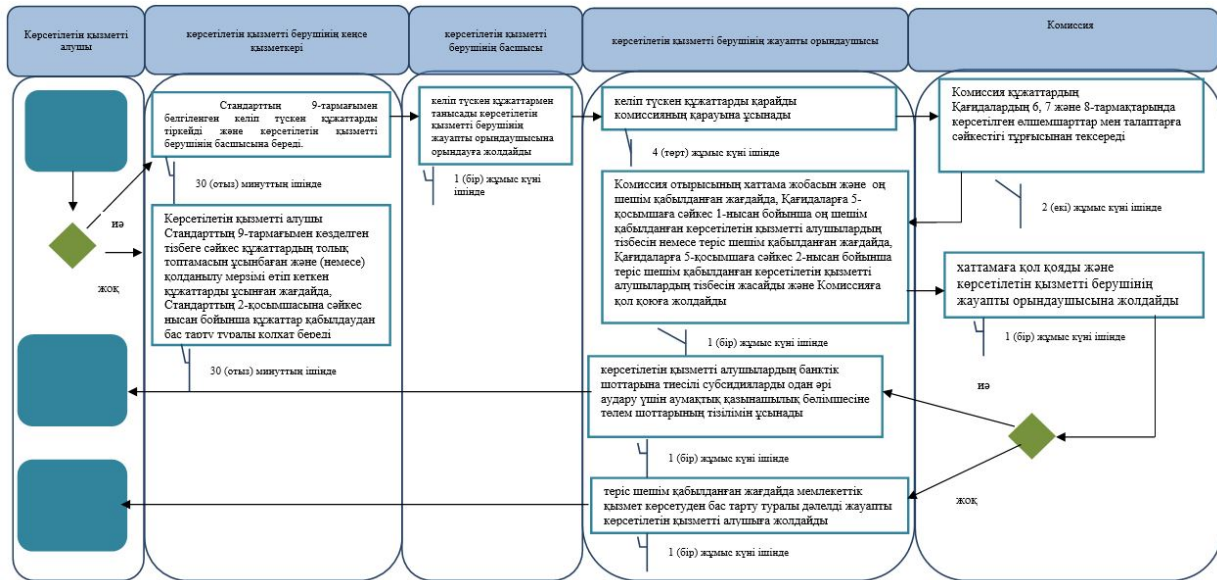 Көрсетілетін қызметті
алушы
көрсетілетін қызметті берушінің кеңсе
қызметкері
көрсетілетін қызметті
берушінің басшысы
көрсетілетін қызметті берушінің жауапты орындаушысы
Комиссия
Стандарттың 9-тармағымен
белгіленген келіп түскен құжаттарды
тіркейді және көрсетілетін қызметті
берушінің басшысына береді.
30 (отыз) минуттың ішінде
келіп түскен құжаттармен
танысады көрсетілетін
қызметті берушінің
жауапты орындаушысына
орындауға жолдайды
1 (бір) жұмыс күні
ішінде
келіп түскен құжаттарды қарайды
комиссияның қарауына ұсынады
4 (төрт) жұмыс күні ішінде
Комиссия құжаттардың
Қағидалардың 6, 7 және 8-тармақтарында
көрсетілген өлшемшарттар мен талаптарға
сәйкестігі тұрғысынан тексереді
2 (екі) жұмыс күні ішінде
иә
жоқ
Көрсетілетін қызметті алушы
Стандарттың 9-тармағымен көзделген
тізбеге сәйкес құжаттардың толық
топтамасын ұсынбаған және (немесе)
қолданылу мерзімі өтіп кеткен
құжаттарды ұсынған жағдайда,
Стандарттың 2-қосымшасына сәйкес
нысан бойынша құжаттар қабылдаудан
бас тарту туралы қолхат береді
30 (отыз) минуттың ішінде
Комиссия отырысының хаттама жобасын және оң
шешім қабылданған жағдайда, Қағидаларға 5-
қосымшаға сәйкес 1-нысан бойынша оң шешім
қабылданған көрсетілетін қызметті алушылардың
тізбесін немесе теріс шешім қабылданған жағдайда,
Қағидаларға 5-қосымшаға сәйкес 2-нысан бойынша
теріс шешім қабылданған көрсетілетін қызметті
алушылардың тізбесін жасайды және Комиссияға
қол қоюға жолдайды
1 (бір) жұмыс күні ішінде
хаттамаға қол қояды және
көрсетілетін қызметті берушінің
жауапты орындаушысына жолдайды
1 (бір) жұмыс күні ішінде
иә
көрсетілетін қызметті алушылардың банктік
шоттарына тиесілі субсидияларды одан әрі
аудару үшін аумақтық қазынашылық бөлімшесіне
төлем шоттарының тізілімін ұсынады
1 (бір) жұмыс күні ішінде
жоқ
теріс шешім қабылданған жағдайда мемлекеттік
қызмет көрсетуден бас тарту туралы дәлелді жауапты
көрсетілетін қызметті алушыға жолдайды
1 (бір) жұмыс күні ішінде